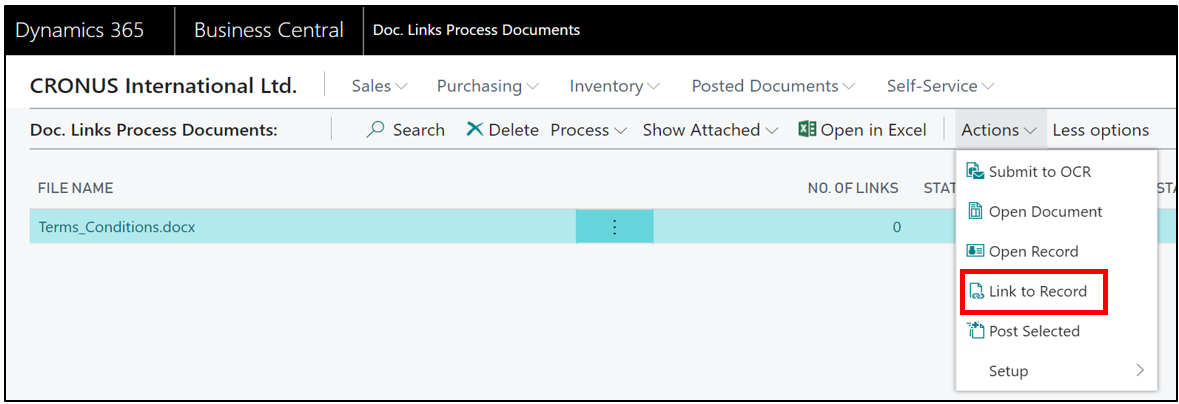 Dynamics 365 Business Central Doc. Links Process Documents
CRONUS International Ltd. Sales Purchasing Inventory Posted Documents Self-Service
Doc. Links Process Documents: Search Delete Process Show Attached Open in Excel Actions Less options
FILE NAME NO. OF LINKS STAT STA
Terms_Conditions.docx 0
Submit to OCR
Open Document
Open Record
Link to Record
Post Selected
Setup